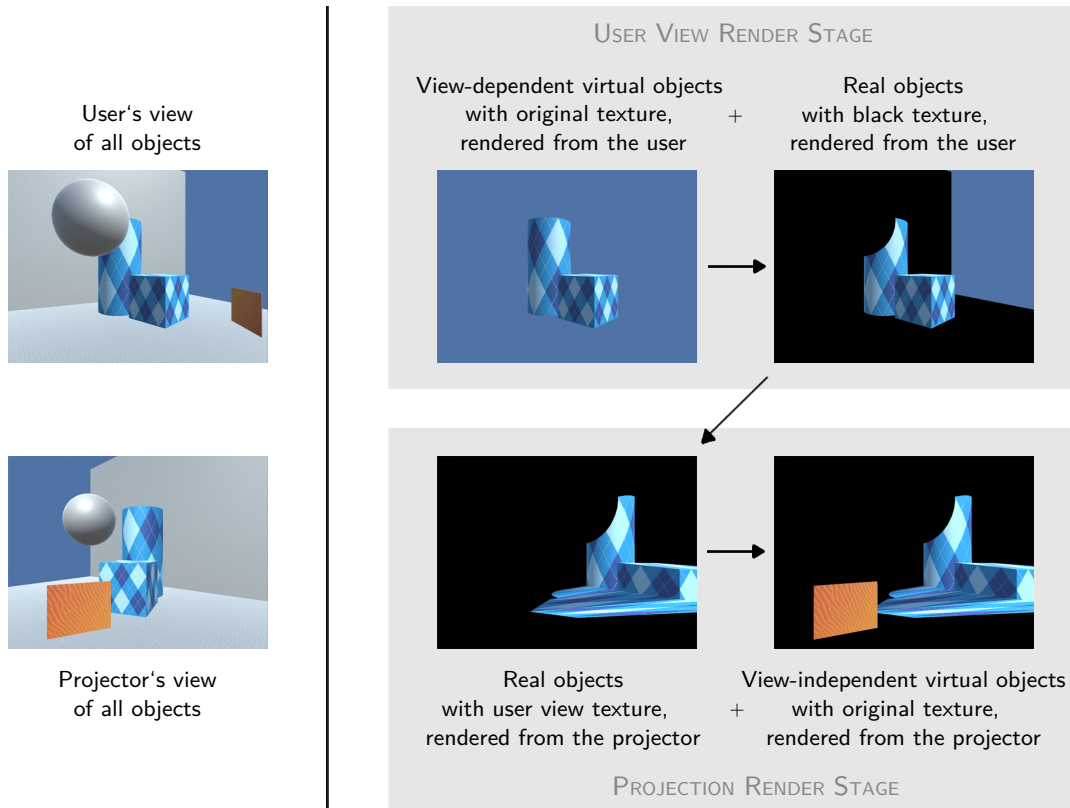 User‘s view
of all objects
Projector‘s view
of all objects
USER VIEW RENDER STAGE
View-dependent virtual objects
with original texture,
rendered from the user
+
Real objects
with black texture,
rendered from the user
Real objects
with user view texture,
rendered from the projector
+
View-independent virtual objects
with original texture,
rendered from the projector
PROJECTION RENDER STAGE